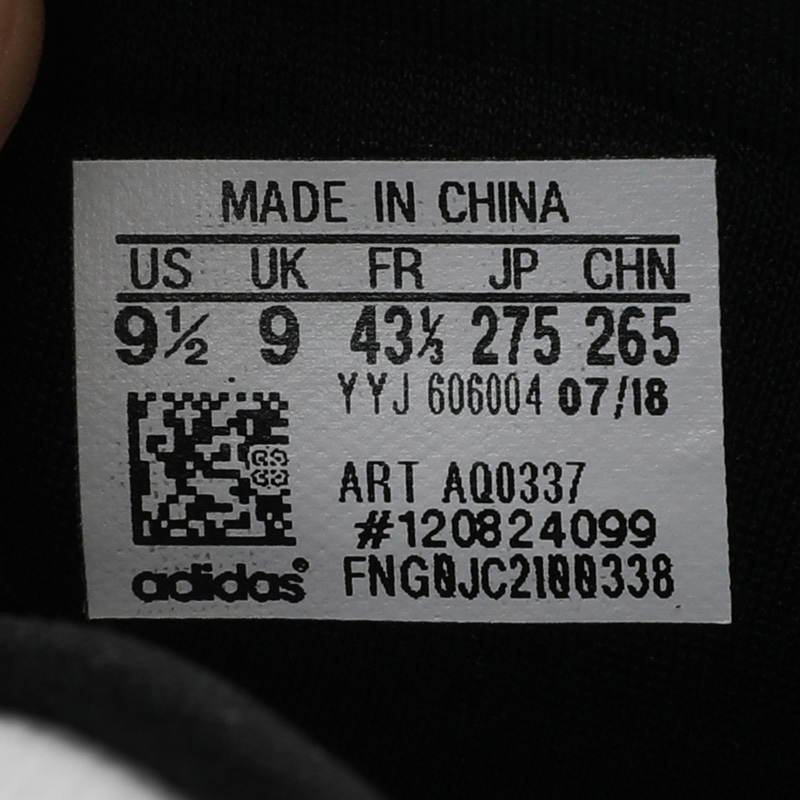 MADE IN CHINA
US UK FR JP CHN
9½ 9 43⅓ 275 265
YYJ 606004 07/18
ART AQ0337
#120824099
adidas® FNG0JC2100338